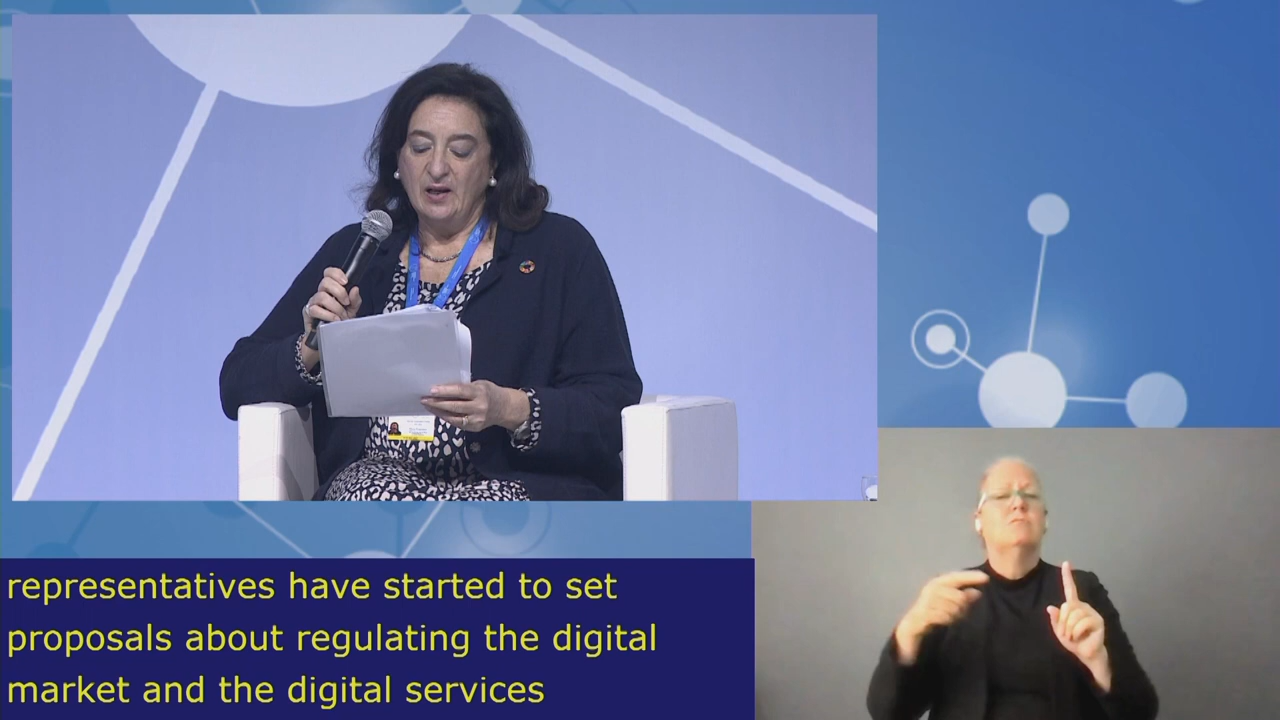 representatives have started to set
proposals about regulating the digital
market and the digital services